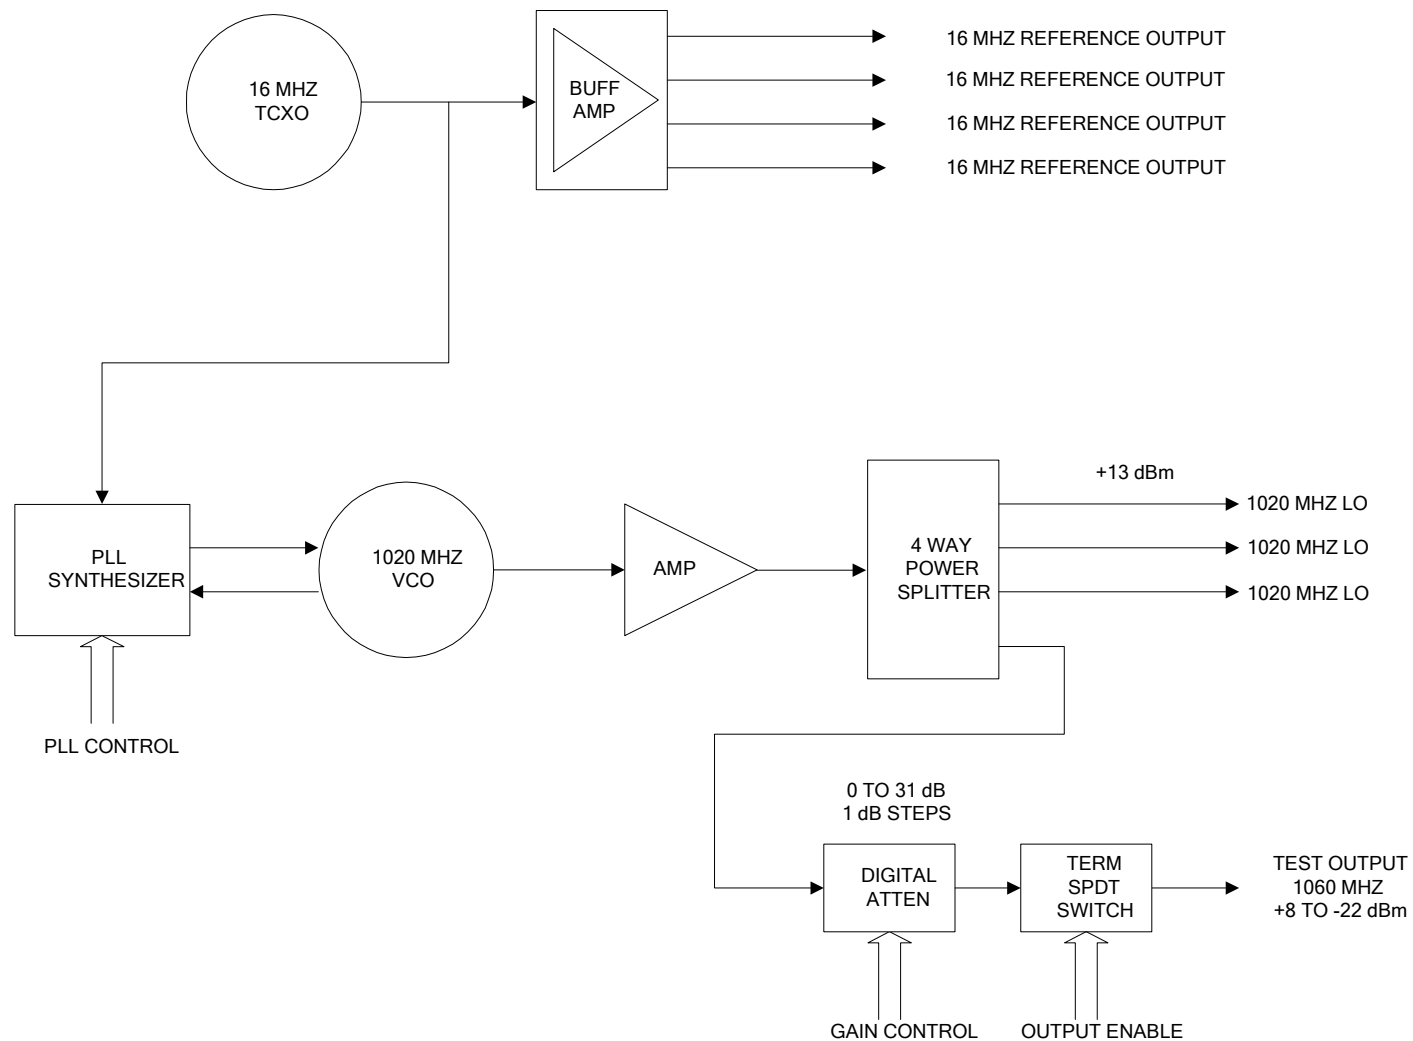 16 MHZ
TCXO
BUFF
AMP
16 MHZ REFERENCE OUTPUT
16 MHZ REFERENCE OUTPUT
16 MHZ REFERENCE OUTPUT
16 MHZ REFERENCE OUTPUT
PLL
SYNTHESIZER
PLL CONTROL
1020 MHZ
VCO
AMP
4 WAY
POWER
SPLITTER
+13 dBm
1020 MHZ LO
1020 MHZ LO
1020 MHZ LO
0 TO 31 dB
1 dB STEPS
DIGITAL
ATTEN
GAIN CONTROL
TERM
SPDT
SWITCH
OUTPUT ENABLE
TEST OUTPUT
1060 MHZ
+8 TO -22 dBm